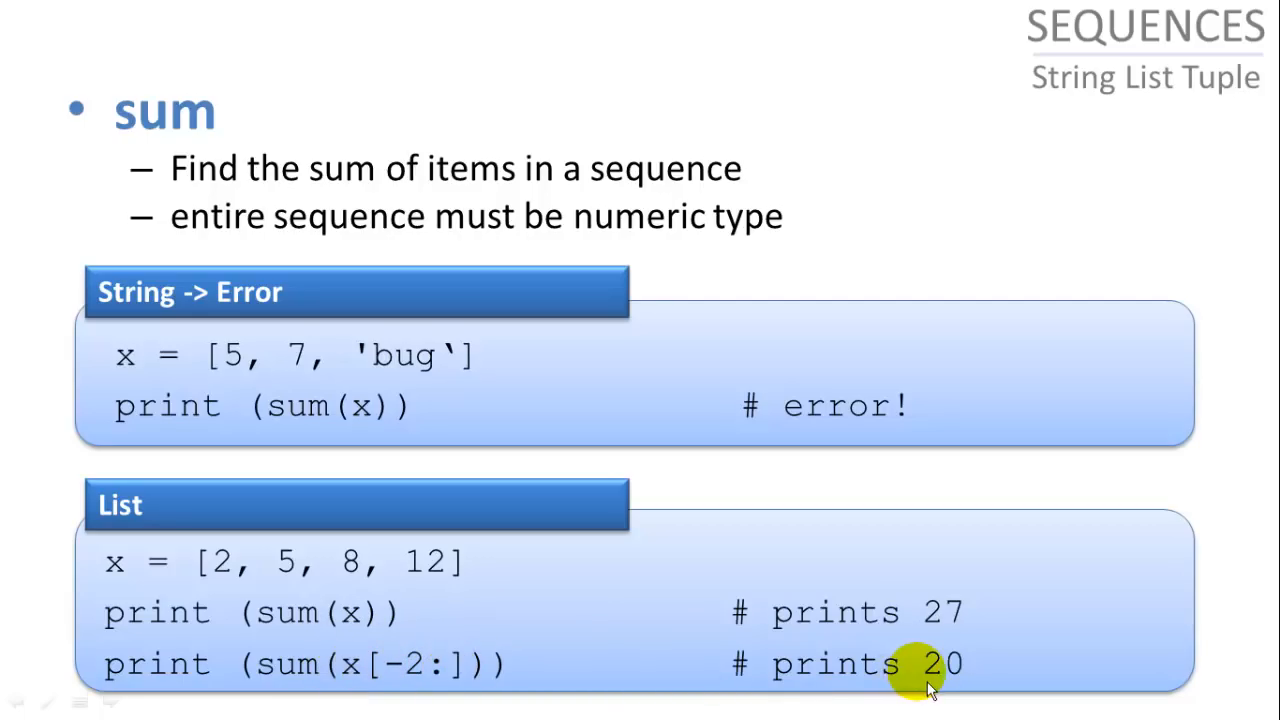 SEQUENCES
String List Tuple
• sum
– Find the sum of items in a sequence
– entire sequence must be numeric type
String -> Error
x = [5, 7, 'bug‘]
print (sum(x)) # error!
List
x = [2, 5, 8, 12]
print (sum(x)) # prints 27
print (sum(x[-2:])) # prints 20